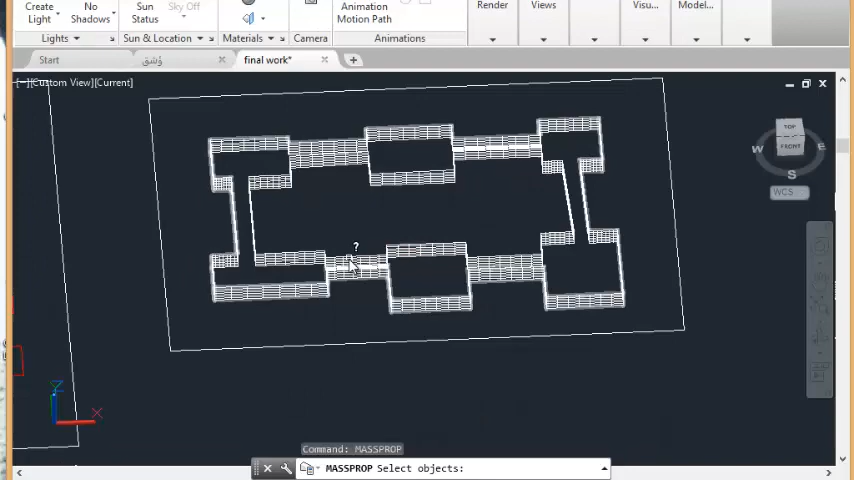 Create Light
No Shadows
Sun Status
Sky Off
Animation Motion Path
Render
Views
Visu...
Model...
Lights
Sun & Location
Materials
Camera
Animations
Start
وُشق
final work*
[−][Custom View][Current]
TOP
FRONT
W
E
S
WCS
?
Z
X
Command: MASSPROP
MASSPROP Select objects: